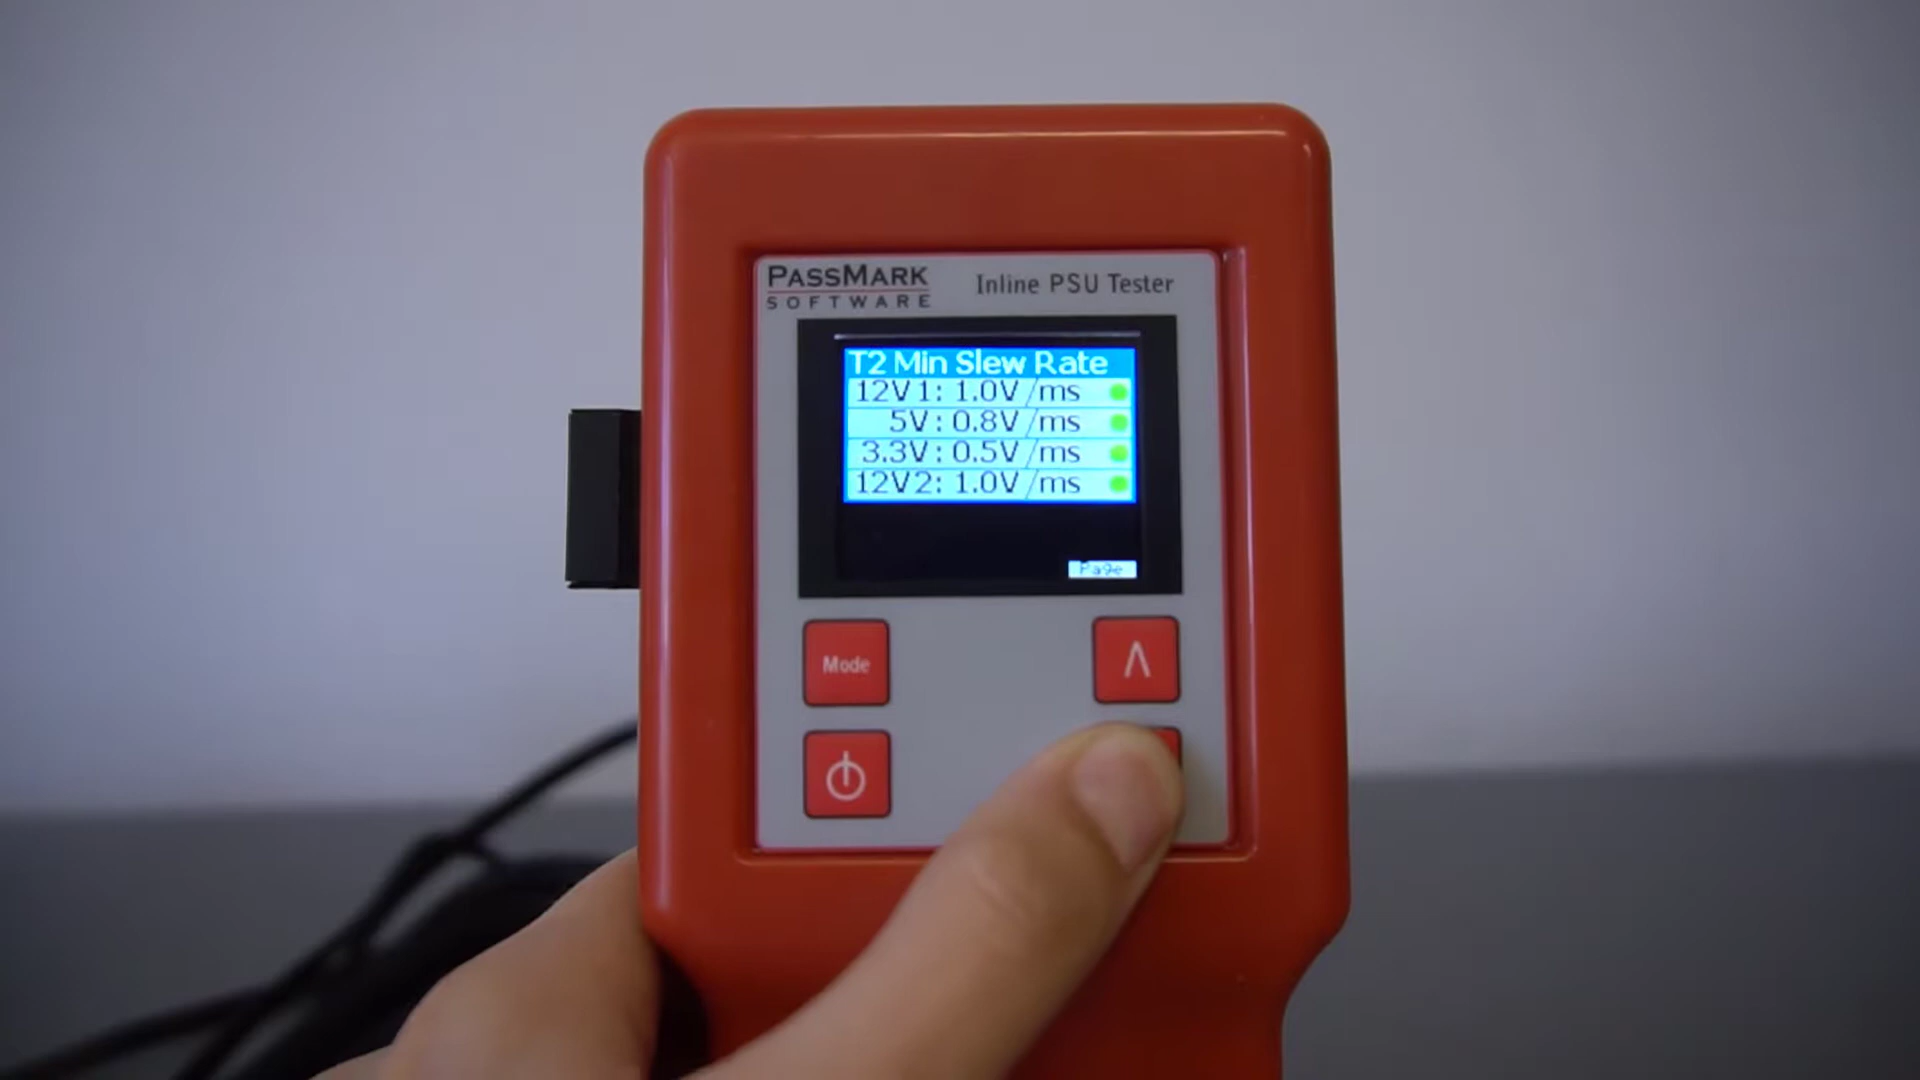 PASSMARK
SOFTWARE
Inline PSU Tester
T2 Min Slew Rate
12V1: 1.0V/ms
5V: 0.8V/ms
3.3V: 0.5V/ms
12V2: 1.0V/ms
Page
Mode